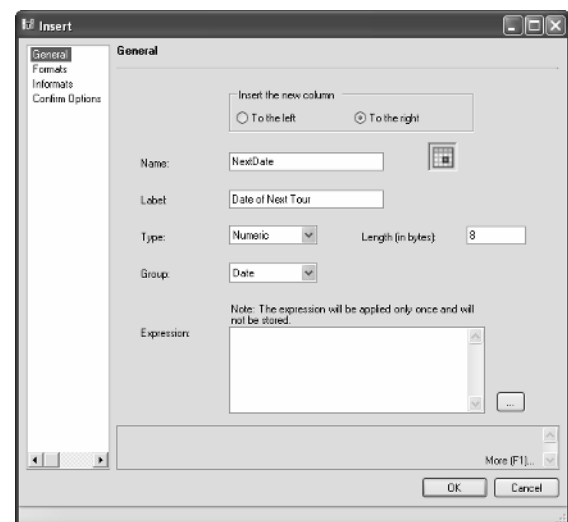 Insert
General
Formats
Informats
Confirm Options
General
Insert the new column
To the left
To the right
Name:
NextDate
Label:
Date of Next Tour
Type:
Numeric
Length (in bytes):
8
Group:
Date
Note: The expression will be applied only once and will
not be stored.
Expression:
...
More (F1)...
OK
Cancel